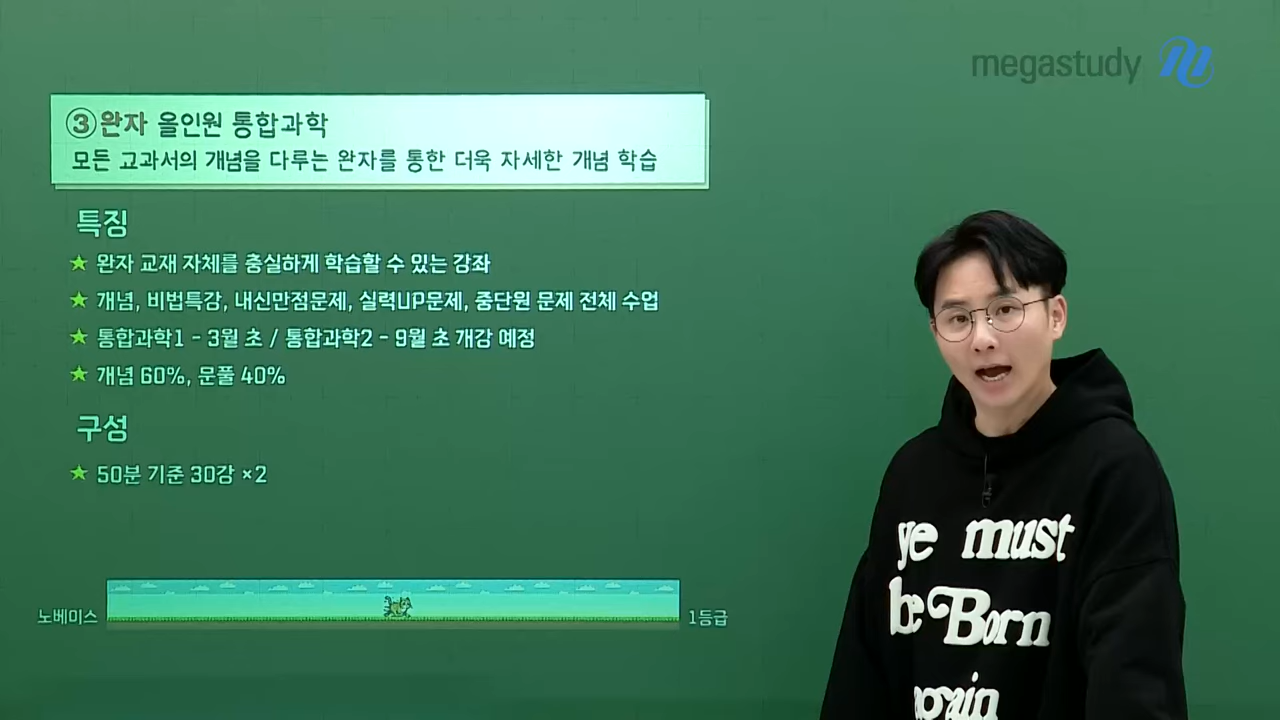 megastudy
③완자 올인원 통합과학
모든 교과서의 개념을 다루는 완자를 통한 더욱 자세한 개념 학습
특징
★ 완자 교재 자체를 충실하게 학습할 수 있는 강좌
★ 개념, 비법특강, 내신만점문제, 실력UP문제, 중단원 문제 전체 수업
★ 통합과학1 - 3월 초 / 통합과학2 - 9월 초 개강 예정
★ 개념 60%, 문풀 40%
구성
★ 50분 기준 30강 ×2
노베이스
1등급
ye must
be Born
again